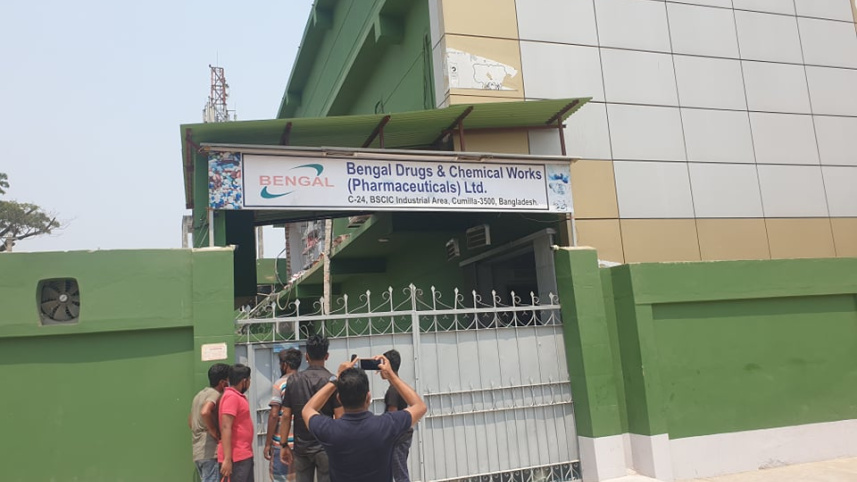 BENGAL
Bengal Drugs & Chemical Works
(Pharmaceuticals) Ltd.
C-24, BSCIC Industrial Area, Cumilla-3500, Bangladesh.